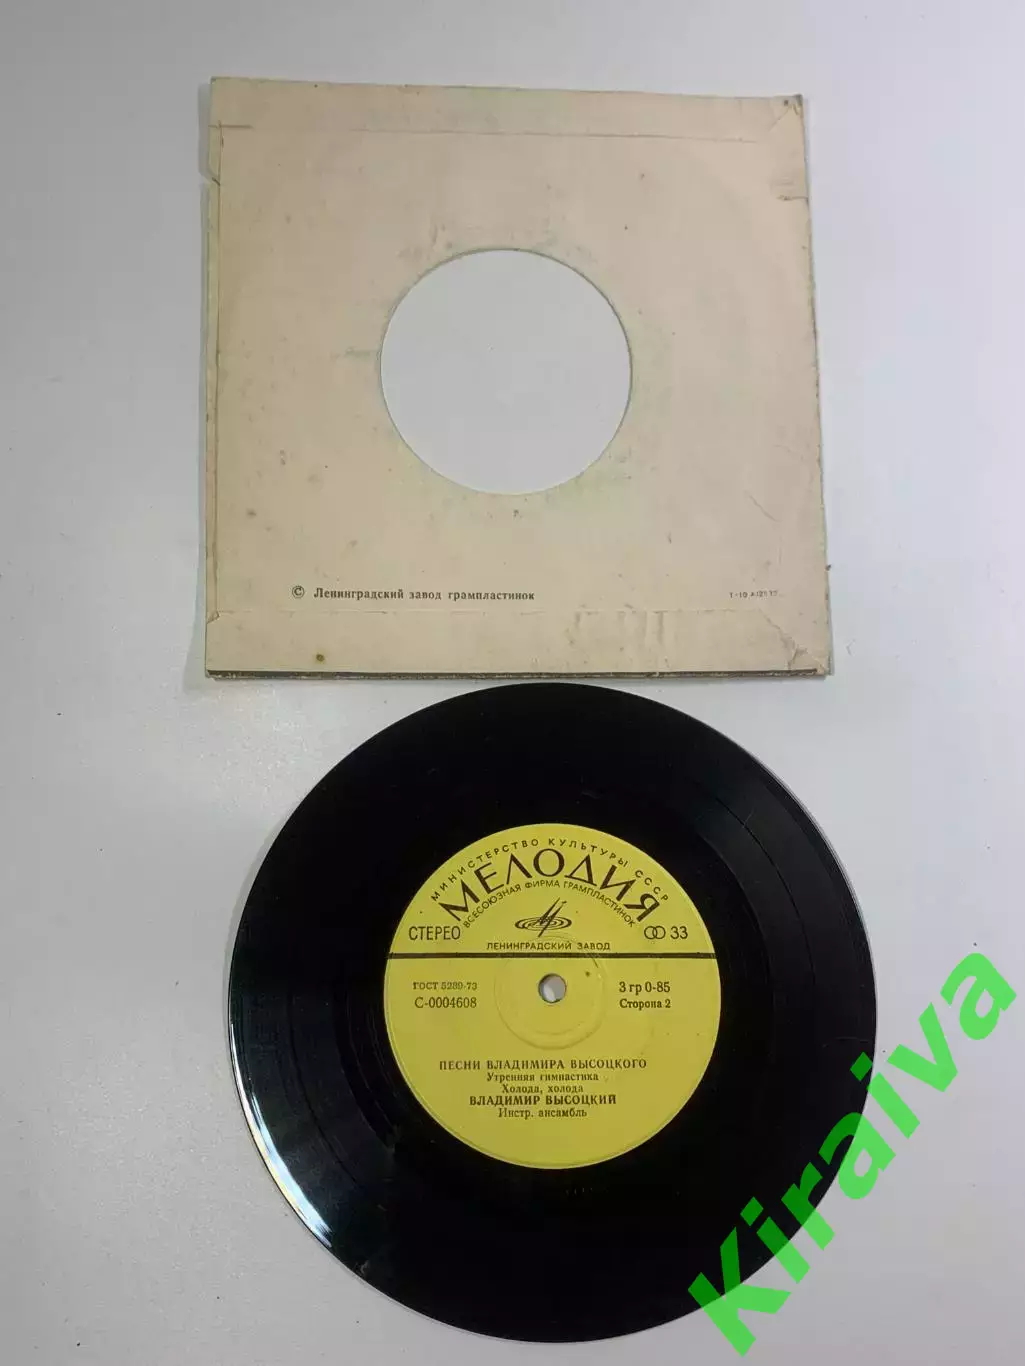 © Ленинградский завод грампластинок
МИНИСТЕРСТВО КУЛЬТУРЫ СССР
МЕЛОДИЯ
ВСЕСОЮЗНАЯ ФИРМА ГРАМПЛАСТИНОК
СТЕРЕО
33
ЛЕНИНГРАДСКИЙ ЗАВОД
ГОСТ 5289-73
3 гр 0-85
С-0004608
Сторона 2
ПЕСНИ ВЛАДИМИРА ВЫСОЦКОГО
Утренняя гимнастика
Холода, холода
ВЛАДИМИР ВЫСОЦКИЙ
Инстр. ансамбль
Kiraiva